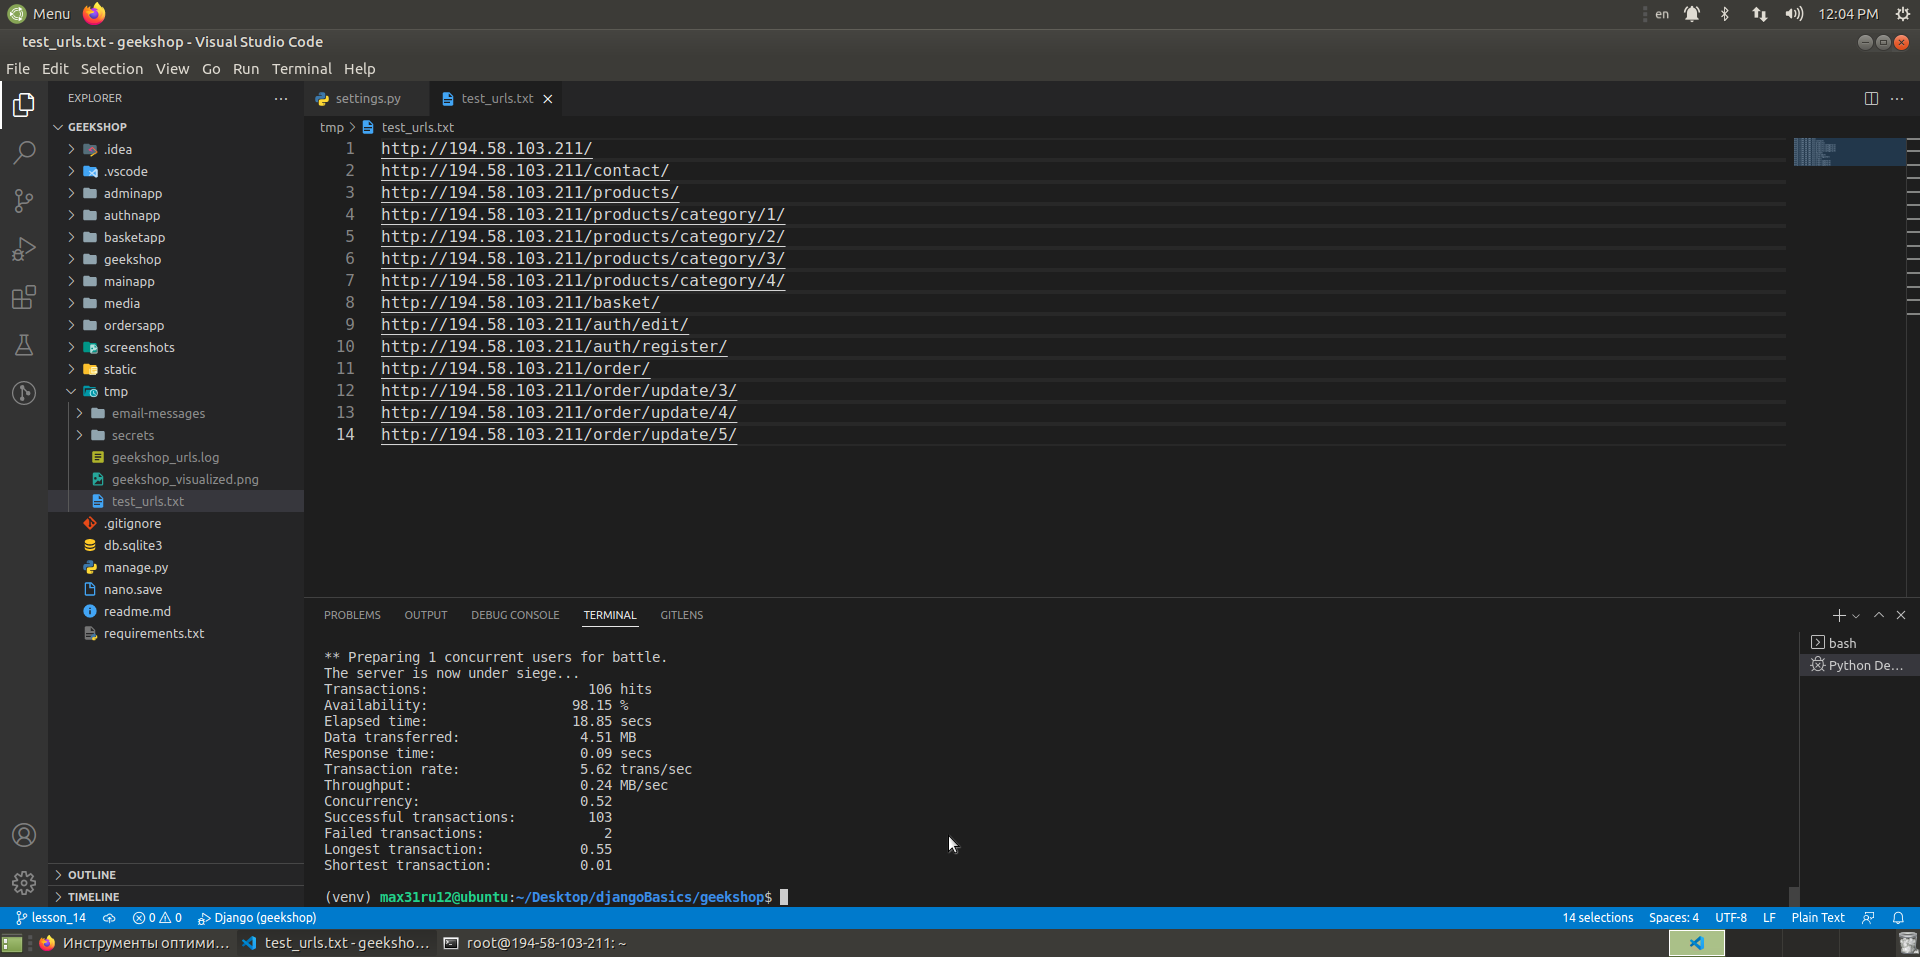 Menu
en
12:04 PM
test_urls.txt - geekshop - Visual Studio Code
File Edit Selection View Go Run Terminal Help
EXPLORER
GEEKSHOP
.idea
.vscode
adminapp
authnapp
basketapp
geekshop
mainapp
media
ordersapp
screenshots
static
tmp
email-messages
secrets
geekshop_urls.log
geekshop_visualized.png
test_urls.txt
.gitignore
db.sqlite3
manage.py
nano.save
readme.md
requirements.txt
OUTLINE
TIMELINE
settings.py
test_urls.txt
tmp > test_urls.txt
1 http://194.58.103.211/
2 http://194.58.103.211/contact/
3 http://194.58.103.211/products/
4 http://194.58.103.211/products/category/1/
5 http://194.58.103.211/products/category/2/
6 http://194.58.103.211/products/category/3/
7 http://194.58.103.211/products/category/4/
8 http://194.58.103.211/basket/
9 http://194.58.103.211/auth/edit/
10 http://194.58.103.211/auth/register/
11 http://194.58.103.211/order/
12 http://194.58.103.211/order/update/3/
13 http://194.58.103.211/order/update/4/
14 http://194.58.103.211/order/update/5/
PROBLEMS OUTPUT DEBUG CONSOLE TERMINAL GITLENS
** Preparing 1 concurrent users for battle.
The server is now under siege...
Transactions: 106 hits
Availability: 98.15 %
Elapsed time: 18.85 secs
Data transferred: 4.51 MB
Response time: 0.09 secs
Transaction rate: 5.62 trans/sec
Throughput: 0.24 MB/sec
Concurrency: 0.52
Successful transactions: 103
Failed transactions: 2
Longest transaction: 0.55
Shortest transaction: 0.01
(venv) max31ru12@ubuntu:~/Desktop/djangoBasics/geekshop$
bash
Python De...
lesson_14 0 0 Django (geekshop)
14 selections Spaces: 4 UTF-8 LF Plain Text
Инструменты оптими...
test_urls.txt - geeksho...
root@194-58-103-211: ~